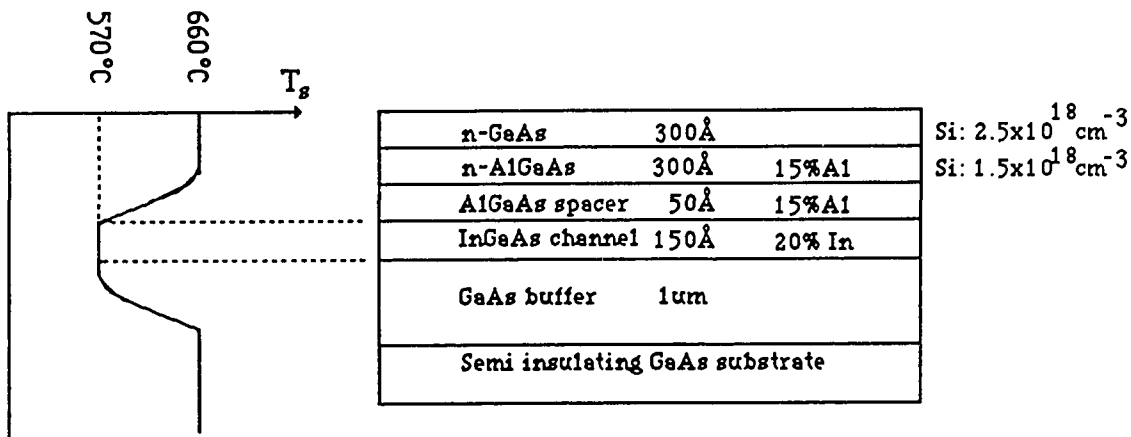 570°C
660°C
Ts
n-GaAs 300Å Si: 2.5x10^18 cm^-3
n-AlGaAs 300Å 15%Al Si: 1.5x10^18 cm^-3
AlGaAs spacer 50Å 15%Al
InGaAs channel 150Å 20% In
GaAs buffer 1um
Semi insulating GaAs substrate